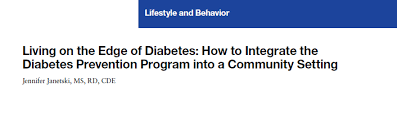 Lifestyle and Behavior
Living on the Edge of Diabetes: How to Integrate the
Diabetes Prevention Program into a Community Setting
Jennifer Janetski, MS, RD, CDE